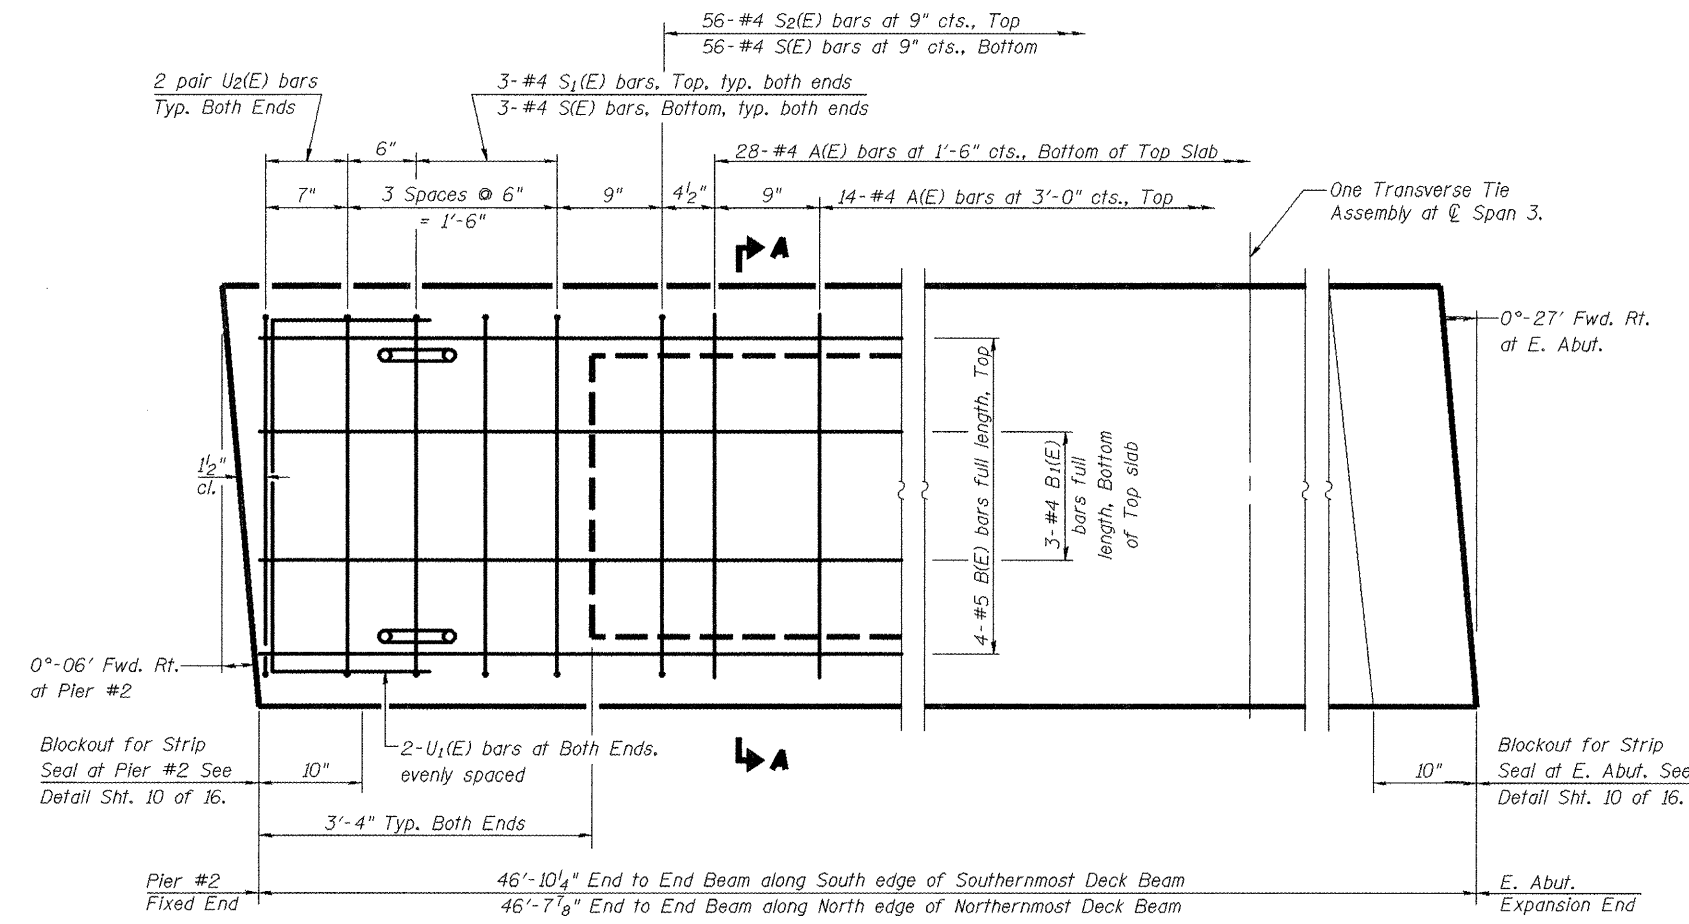 56-#4 S2(E) bars at 9" cts., Top
56-#4 S(E) bars at 9" cts., Bottom
2 pair U2(E) bars
Typ. Both Ends
3-#4 S1(E) bars, Top, typ. both ends
3-#4 S(E) bars, Bottom, typ. both ends
6"
28-#4 A(E) bars at 1'-6" cts., Bottom of Top Slab
7"
3 Spaces @ 6"
= 1'-6"
9"
4 1/2"
9"
14-#4 A(E) bars at 3'-0" cts., Top
One Transverse Tie
Assembly at ℄ Span 3.
A
0°-27' Fwd. Rt.
at E. Abut.
1 1/2"
cl.
4-#5 B(E) bars full length, Top
3-#4 B1(E)
bars full
length, Bottom
of Top slab
0°-06' Fwd. Rt.
at Pier #2
A
2-U1(E) bars at Both Ends,
evenly spaced
Blockout for Strip
Seal at Pier #2 See
Detail Sht. 10 of 16.
10"
10"
Blockout for Strip
Seal at E. Abut. See
Detail Sht. 10 of 16.
3'-4" Typ. Both Ends
Pier #2
Fixed End
46'-10 1/4" End to End Beam along South edge of Southernmost Deck Beam
46'-7 7/8" End to End Beam along North edge of Northernmost Deck Beam
E. Abut.
Expansion End